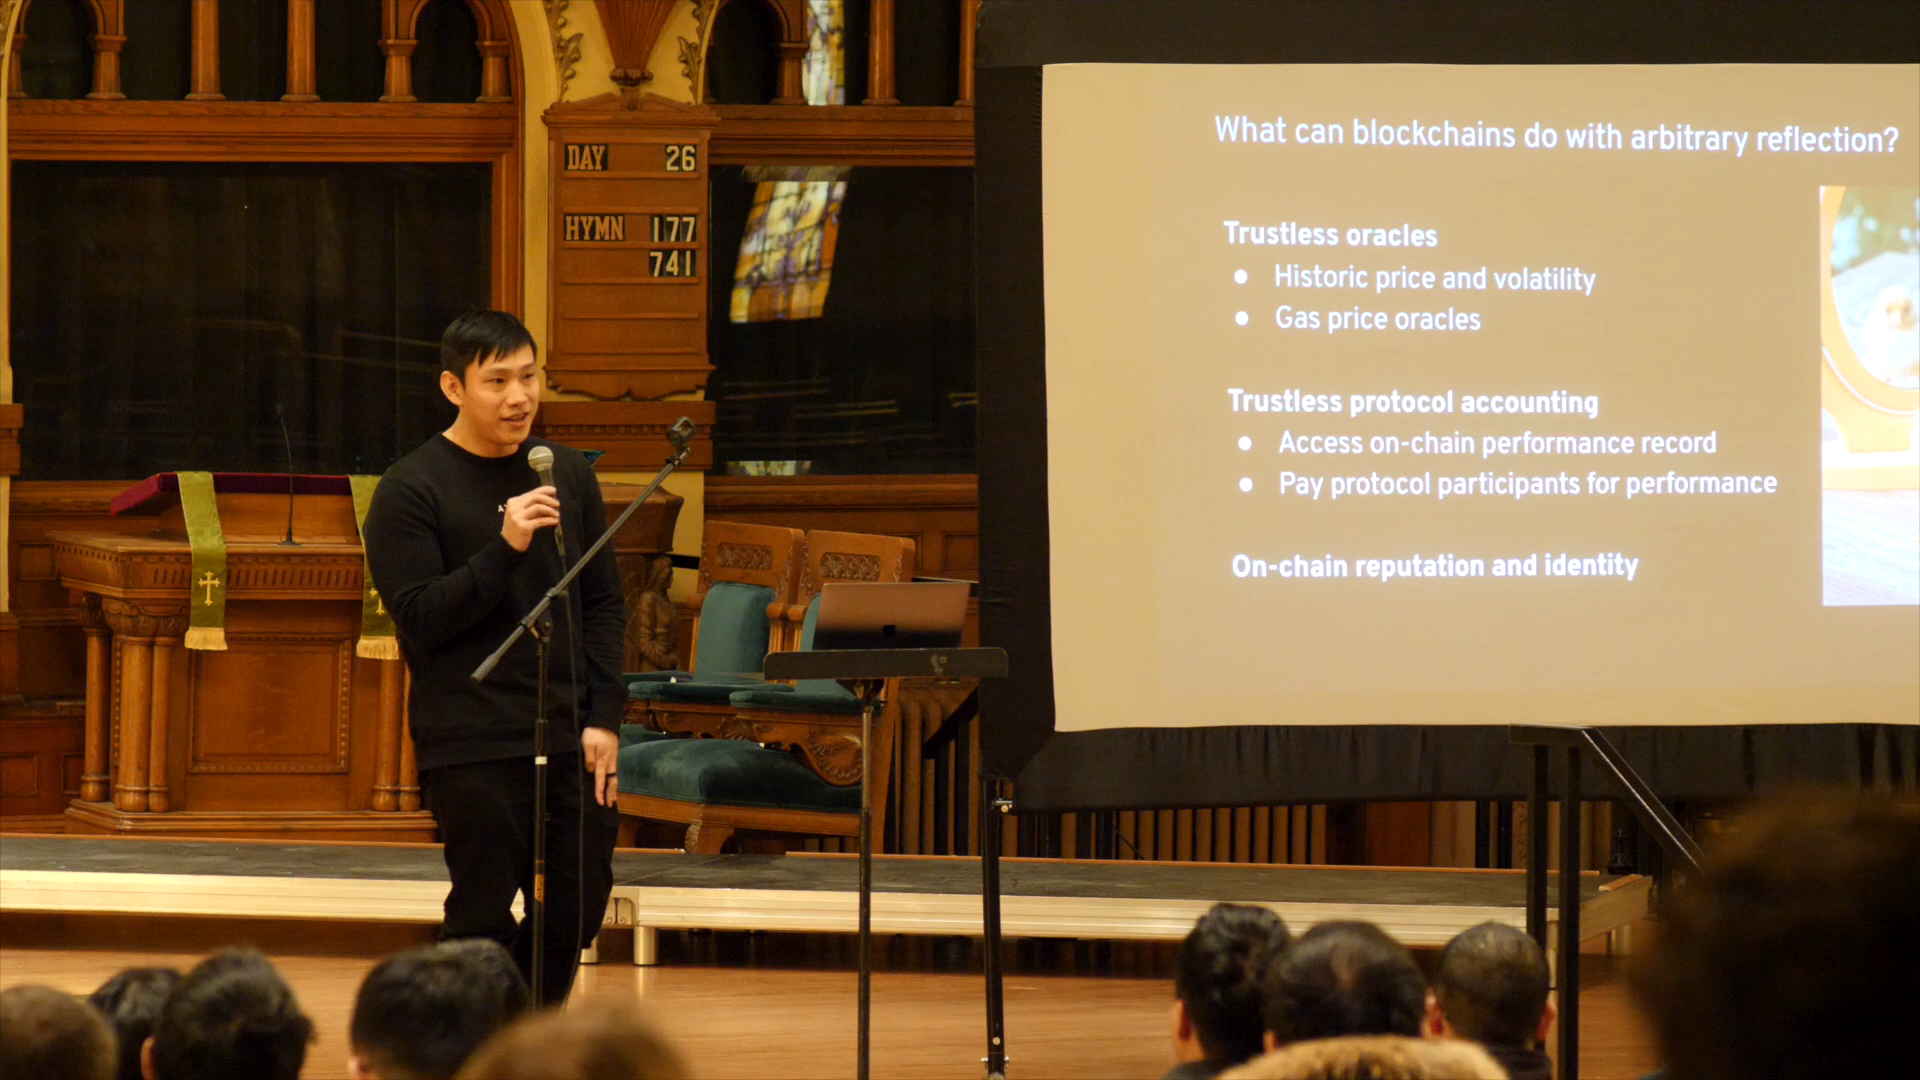 DAY 26
HYMN 177
741
What can blockchains do with arbitrary reflection?
Trustless oracles
● Historic price and volatility
● Gas price oracles
Trustless protocol accounting
● Access on-chain performance record
● Pay protocol participants for performance
On-chain reputation and identity